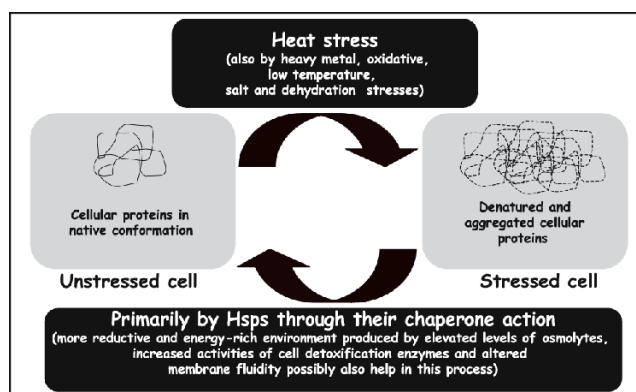 Heat stress
(also by heavy metal, oxidative,
low temperature,
salt and dehydration stresses)
Cellular proteins in
native conformation
Denatured and
aggregated cellular
proteins
Unstressed cell
Stressed cell
Primarily by Hsps through their chaperone action
(more reductive and energy-rich environment produced by elevated levels of osmolytes,
increased activities of cell detoxification enzymes and altered
membrane fluidity possibly also help in this process)